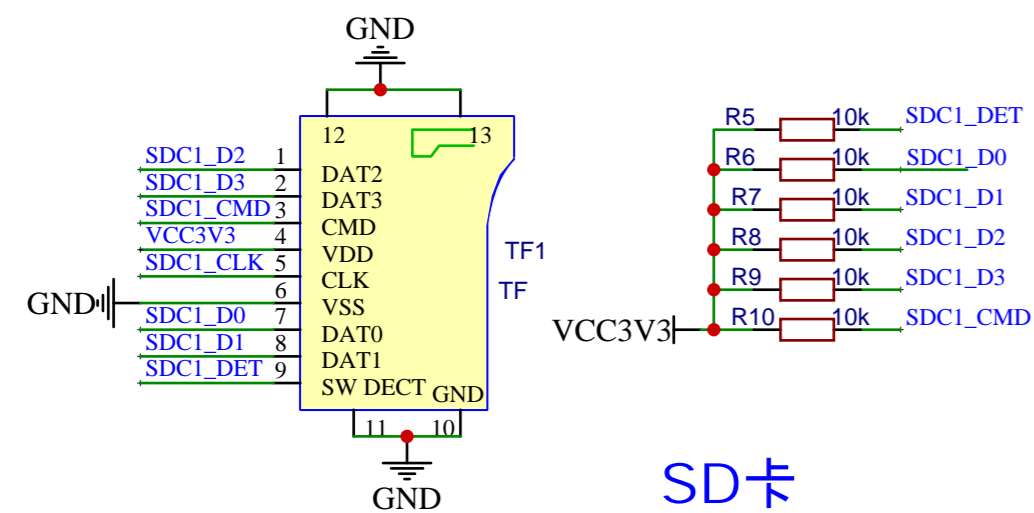 GND
12 13
SDC1_D2 1 DAT2
SDC1_D3 2 DAT3
SDC1_CMD 3 CMD
VCC3V3 4 VDD
SDC1_CLK 5 CLK
GND 6 VSS
SDC1_D0 7 DAT0
SDC1_D1 8 DAT1
SDC1_DET 9 SW DECT GND
11 10
GND
TF1
TF
R5 10k SDC1_DET
R6 10k SDC1_D0
R7 10k SDC1_D1
R8 10k SDC1_D2
R9 10k SDC1_D3
VCC3V3 R10 10k SDC1_CMD
SD卡